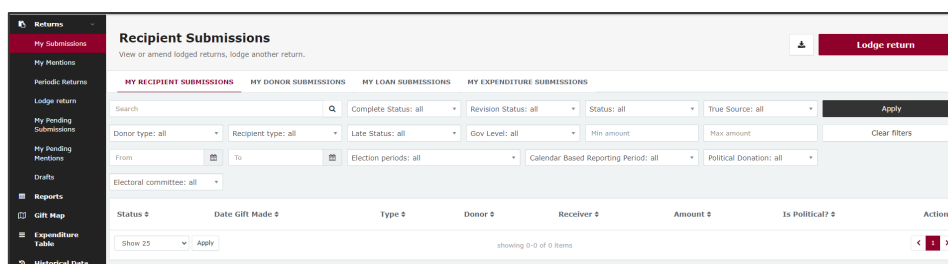 Returns
My Submissions
My Mentions
Periodic Returns
Lodge return
My Pending
Submissions
My Pending
Mentions
Drafts
Reports
Gift Map
Expenditure
Table
Historical Data
Recipient Submissions
View or amend lodged returns, lodge another return.
Lodge return
MY RECIPIENT SUBMISSIONS MY DONOR SUBMISSIONS MY LOAN SUBMISSIONS MY EXPENDITURE SUBMISSIONS
Search Complete Status: all Revision Status: all Status: all True Source: all Apply
Donor type: all Recipient type: all Late Status: all Gov Level: all Min amount Max amount Clear filters
From To Election periods: all Calendar Based Reporting Period: all Political Donation: all
Electoral committee: all
Status Date Gift Made Type Donor Receiver Amount Is Political? Action
Show 25 Apply showing 0-0 of 0 items < 1 >